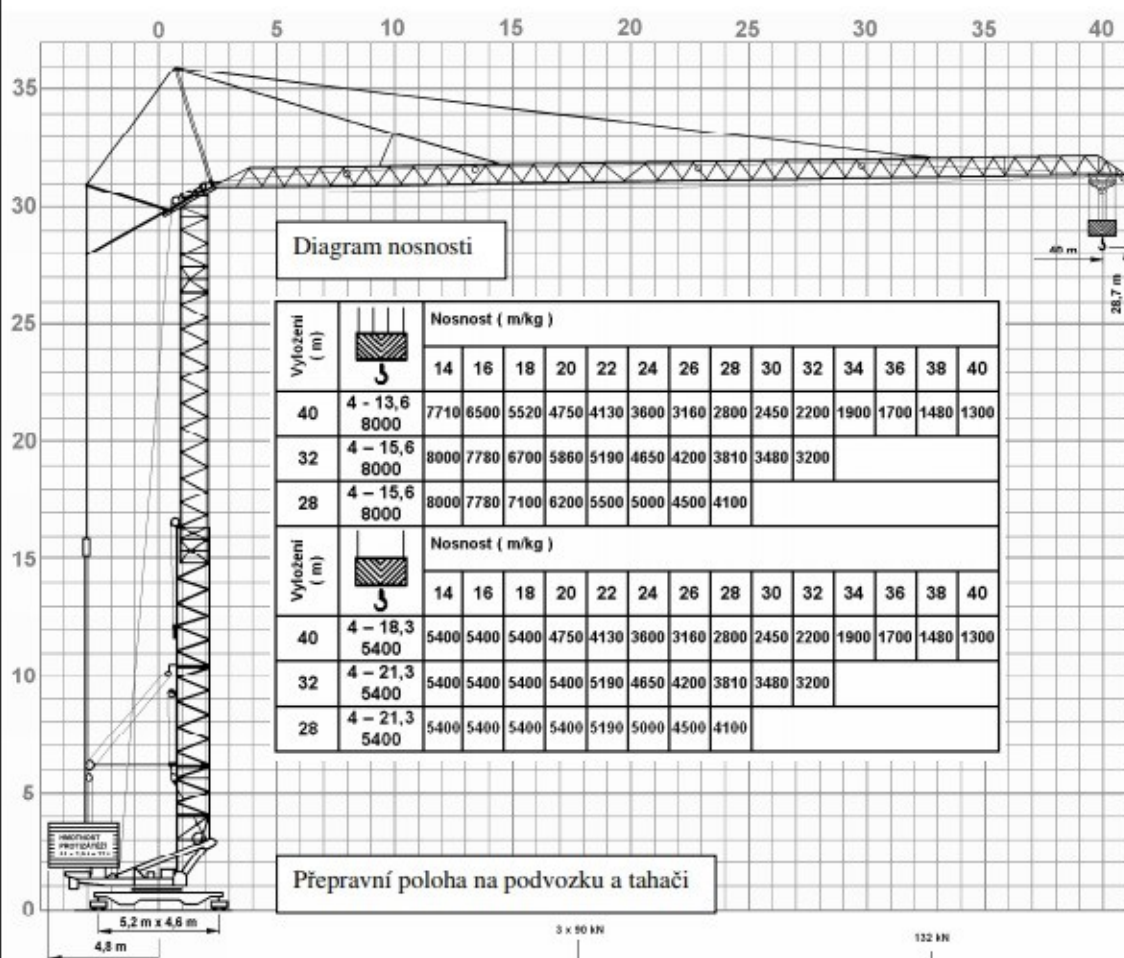 0 5 10 15 20 25 30 35 40
35
30
Diagram nosnosti
40 m
28,7 m
25
Vyložení ( m) Nosnost ( m/kg )
14 16 18 20 22 24 26 28 30 32 34 36 38 40
40 4 - 13,6 8000 7710 6500 5520 4750 4130 3600 3160 2800 2450 2200 1900 1700 1480 1300
20
32 4 – 15,6 8000 8000 7780 6700 5860 5190 4650 4200 3810 3480 3200
28 4 – 15,6 8000 8000 7780 7100 6200 5500 5000 4500 4100
15
Vyložení ( m) Nosnost ( m/kg )
14 16 18 20 22 24 26 28 30 32 34 36 38 40
40 4 – 18,3 5400 5400 5400 5400 4750 4130 3600 3160 2800 2450 2200 1900 1700 1480 1300
10
32 4 – 21,3 5400 5400 5400 5400 5400 5190 4650 4200 3810 3480 3200
28 4 – 21,3 5400 5400 5400 5400 5400 5190 5000 4500 4100
5
HMOTNOST
PROTIZÁTĚŽÍ
Přepravní poloha na podvozku a tahači
0
5,2 m x 4,6 m
4,8 m
3 x 90 kN
132 kN